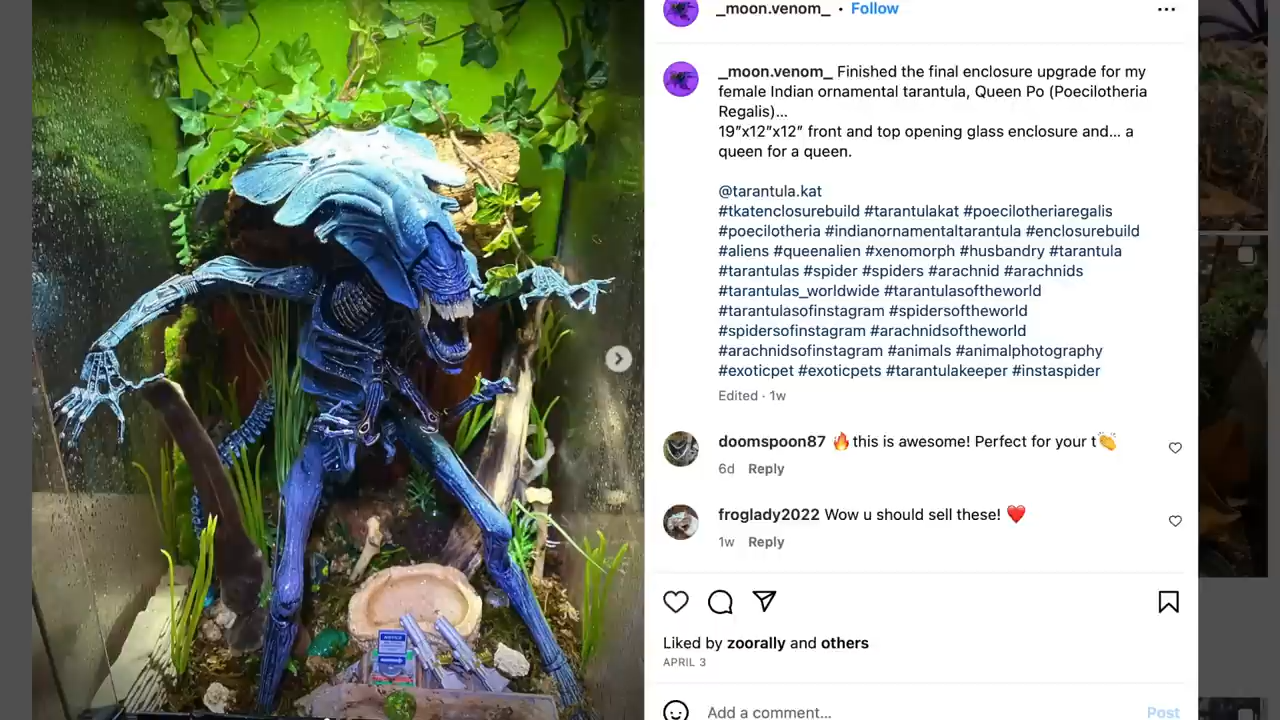 _moon.venom_ • Follow
_moon.venom_ Finished the final enclosure upgrade for my
female Indian ornamental tarantula, Queen Po (Poecilotheria
Regalis)...
19”x12”x12” front and top opening glass enclosure and... a
queen for a queen.
@tarantula.kat
#tkatenclosurebuild #tarantulakat #poecilotheriaregalis
#poecilotheria #indianornamentaltarantula #enclosurebuild
#aliens #queenalien #xenomorph #husbandry #tarantula
#tarantulas #spider #spiders #arachnid #arachnids
#tarantulas_worldwide #tarantulasoftheworld
#tarantulasofinstagram #spidersoftheworld
#spidersofinstagram #arachnidsoftheworld
#arachnidsofinstagram #animals #animalphotography
#exoticpet #exoticpets #tarantulakeeper #instaspider
Edited · 1w
doomspoon87 🔥this is awesome! Perfect for your t👏
6d Reply
froglady2022 Wow u should sell these! ❤️
1w Reply
Liked by zoorally and others
APRIL 3
Add a comment... Post
NOTICE